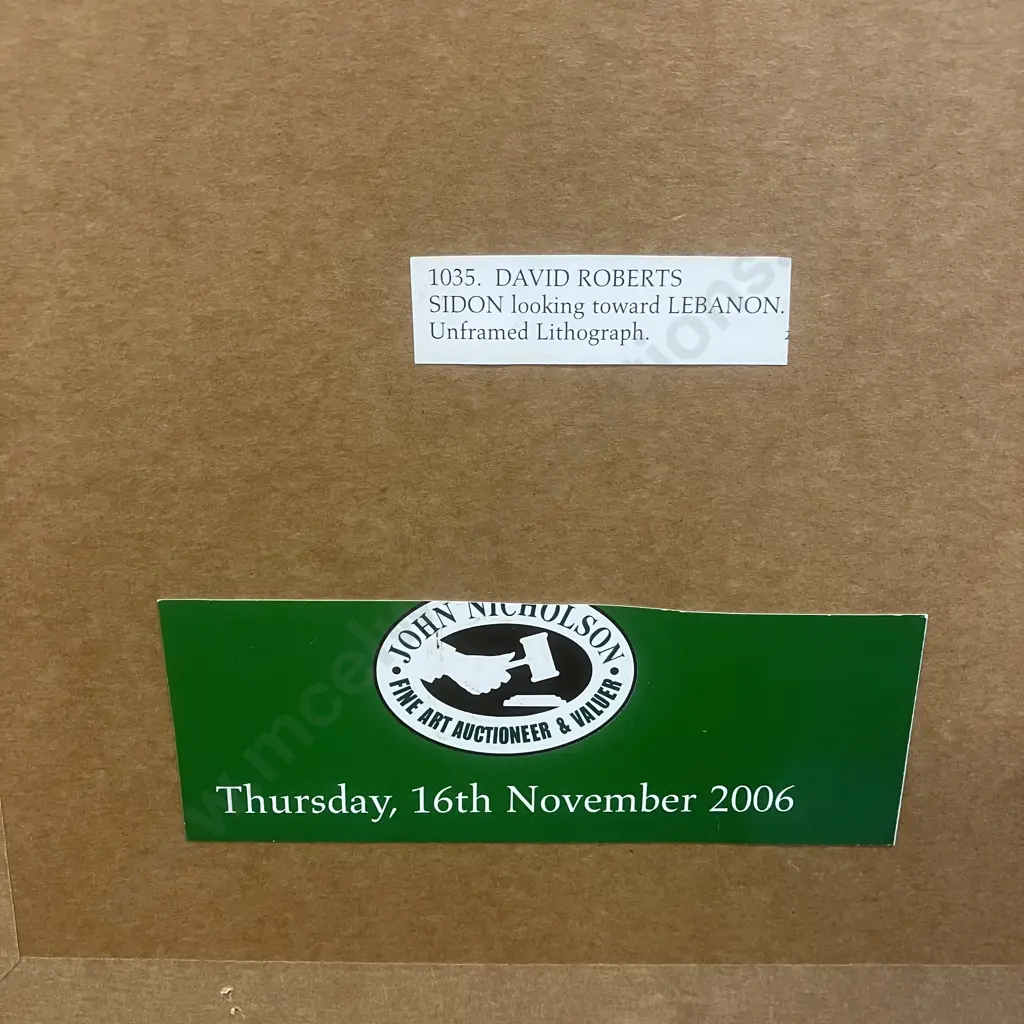 1035. DAVID ROBERTS
SIDON looking toward LEBANON.
Unframed Lithograph.
JOHN NICHOLSON
• FINE ART AUCTIONEER & VALUER •
Thursday, 16th November 2006